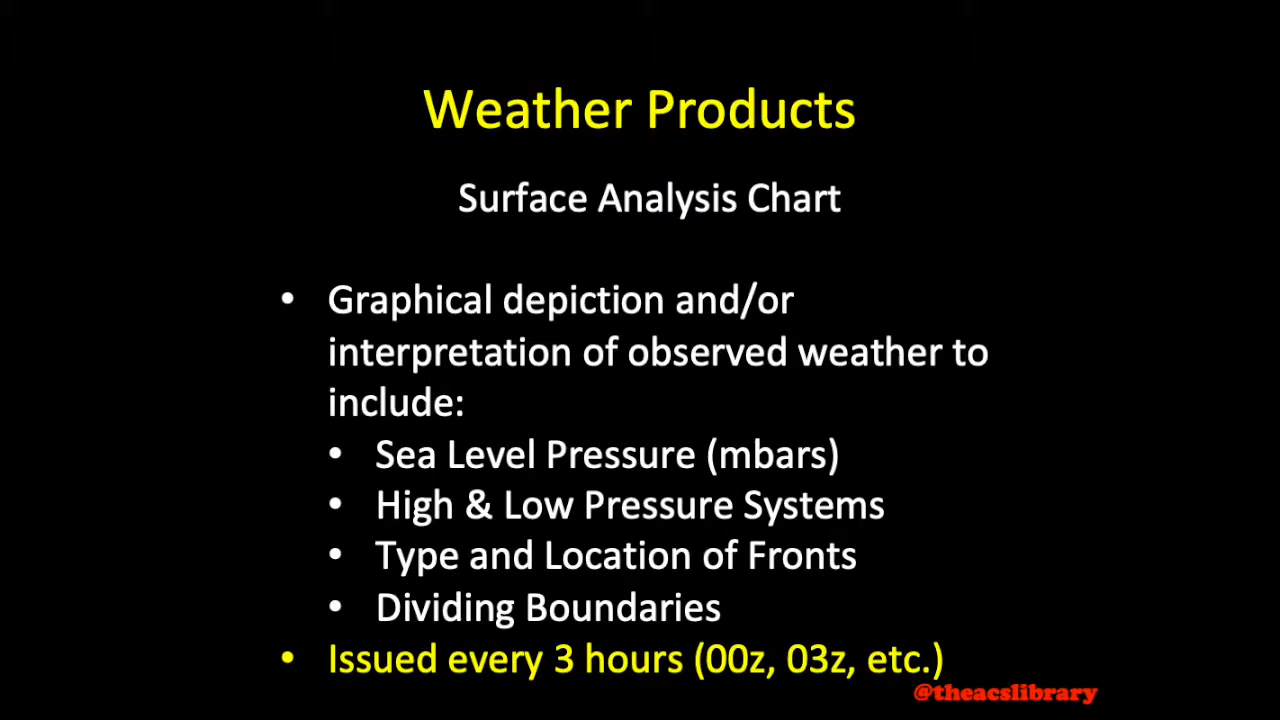 Weather Products
Surface Analysis Chart
• Graphical depiction and/or
interpretation of observed weather to
include:
• Sea Level Pressure (mbars)
• High & Low Pressure Systems
• Type and Location of Fronts
• Dividing Boundaries
• Issued every 3 hours (00z, 03z, etc.)
@theacslibrary